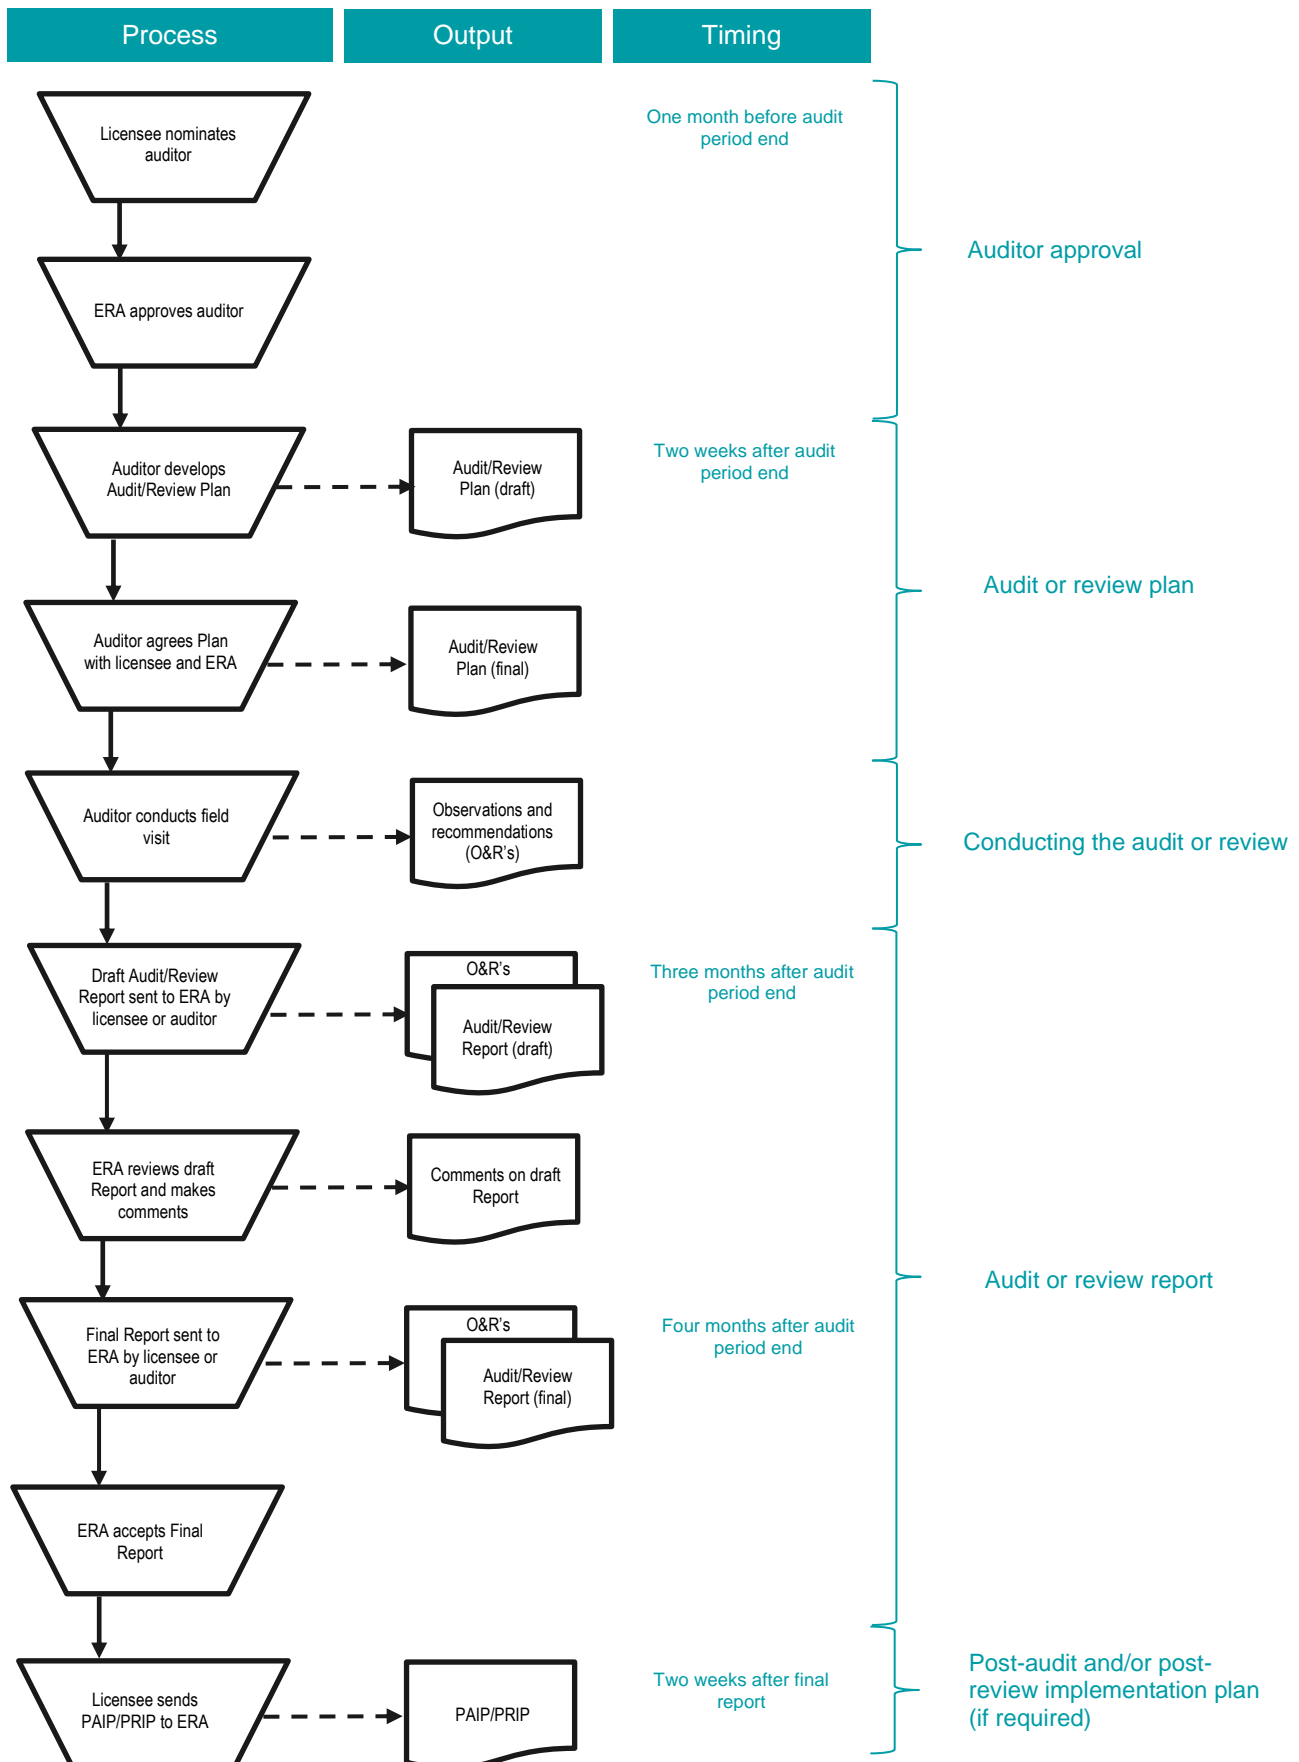 Process
Output
Timing
Licensee nominates
auditor
One month before audit
period end
Auditor approval
ERA approves auditor
Auditor develops
Audit/Review Plan
Audit/Review
Plan (draft)
Two weeks after audit
period end
Audit or review plan
Auditor agrees Plan
with licensee and ERA
Audit/Review
Plan (final)
Auditor conducts field
visit
Observations and
recommendations
(O&R's)
Conducting the audit or review
Draft Audit/Review
Report sent to ERA by
licensee or auditor
O&R's
Audit/Review
Report (draft)
Three months after audit
period end
ERA reviews draft
Report and makes
comments
Comments on draft
Report
Audit or review report
Final Report sent to
ERA by licensee or
auditor
O&R's
Audit/Review
Report (final)
Four months after audit
period end
ERA accepts Final
Report
Licensee sends
PAIP/PRIP to ERA
PAIP/PRIP
Two weeks after final
report
Post-audit and/or post-
review implementation plan
(if required)